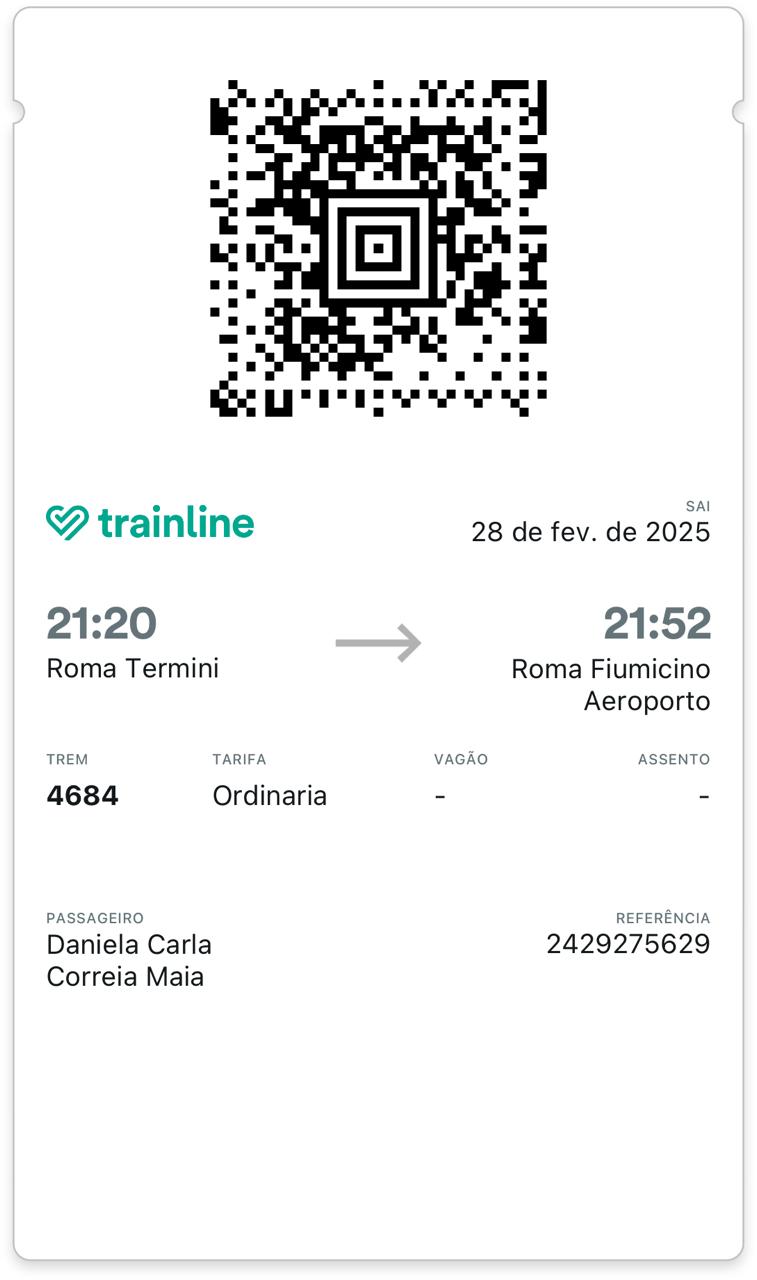 trainline
SAI
28 de fev. de 2025
21:20
21:52
Roma Termini
Roma Fiumicino
Aeroporto
TREM
TARIFA
VAGÃO
ASSENTO
4684
Ordinaria
-
-
PASSAGEIRO
REFERÊNCIA
Daniela Carla
Correia Maia
2429275629